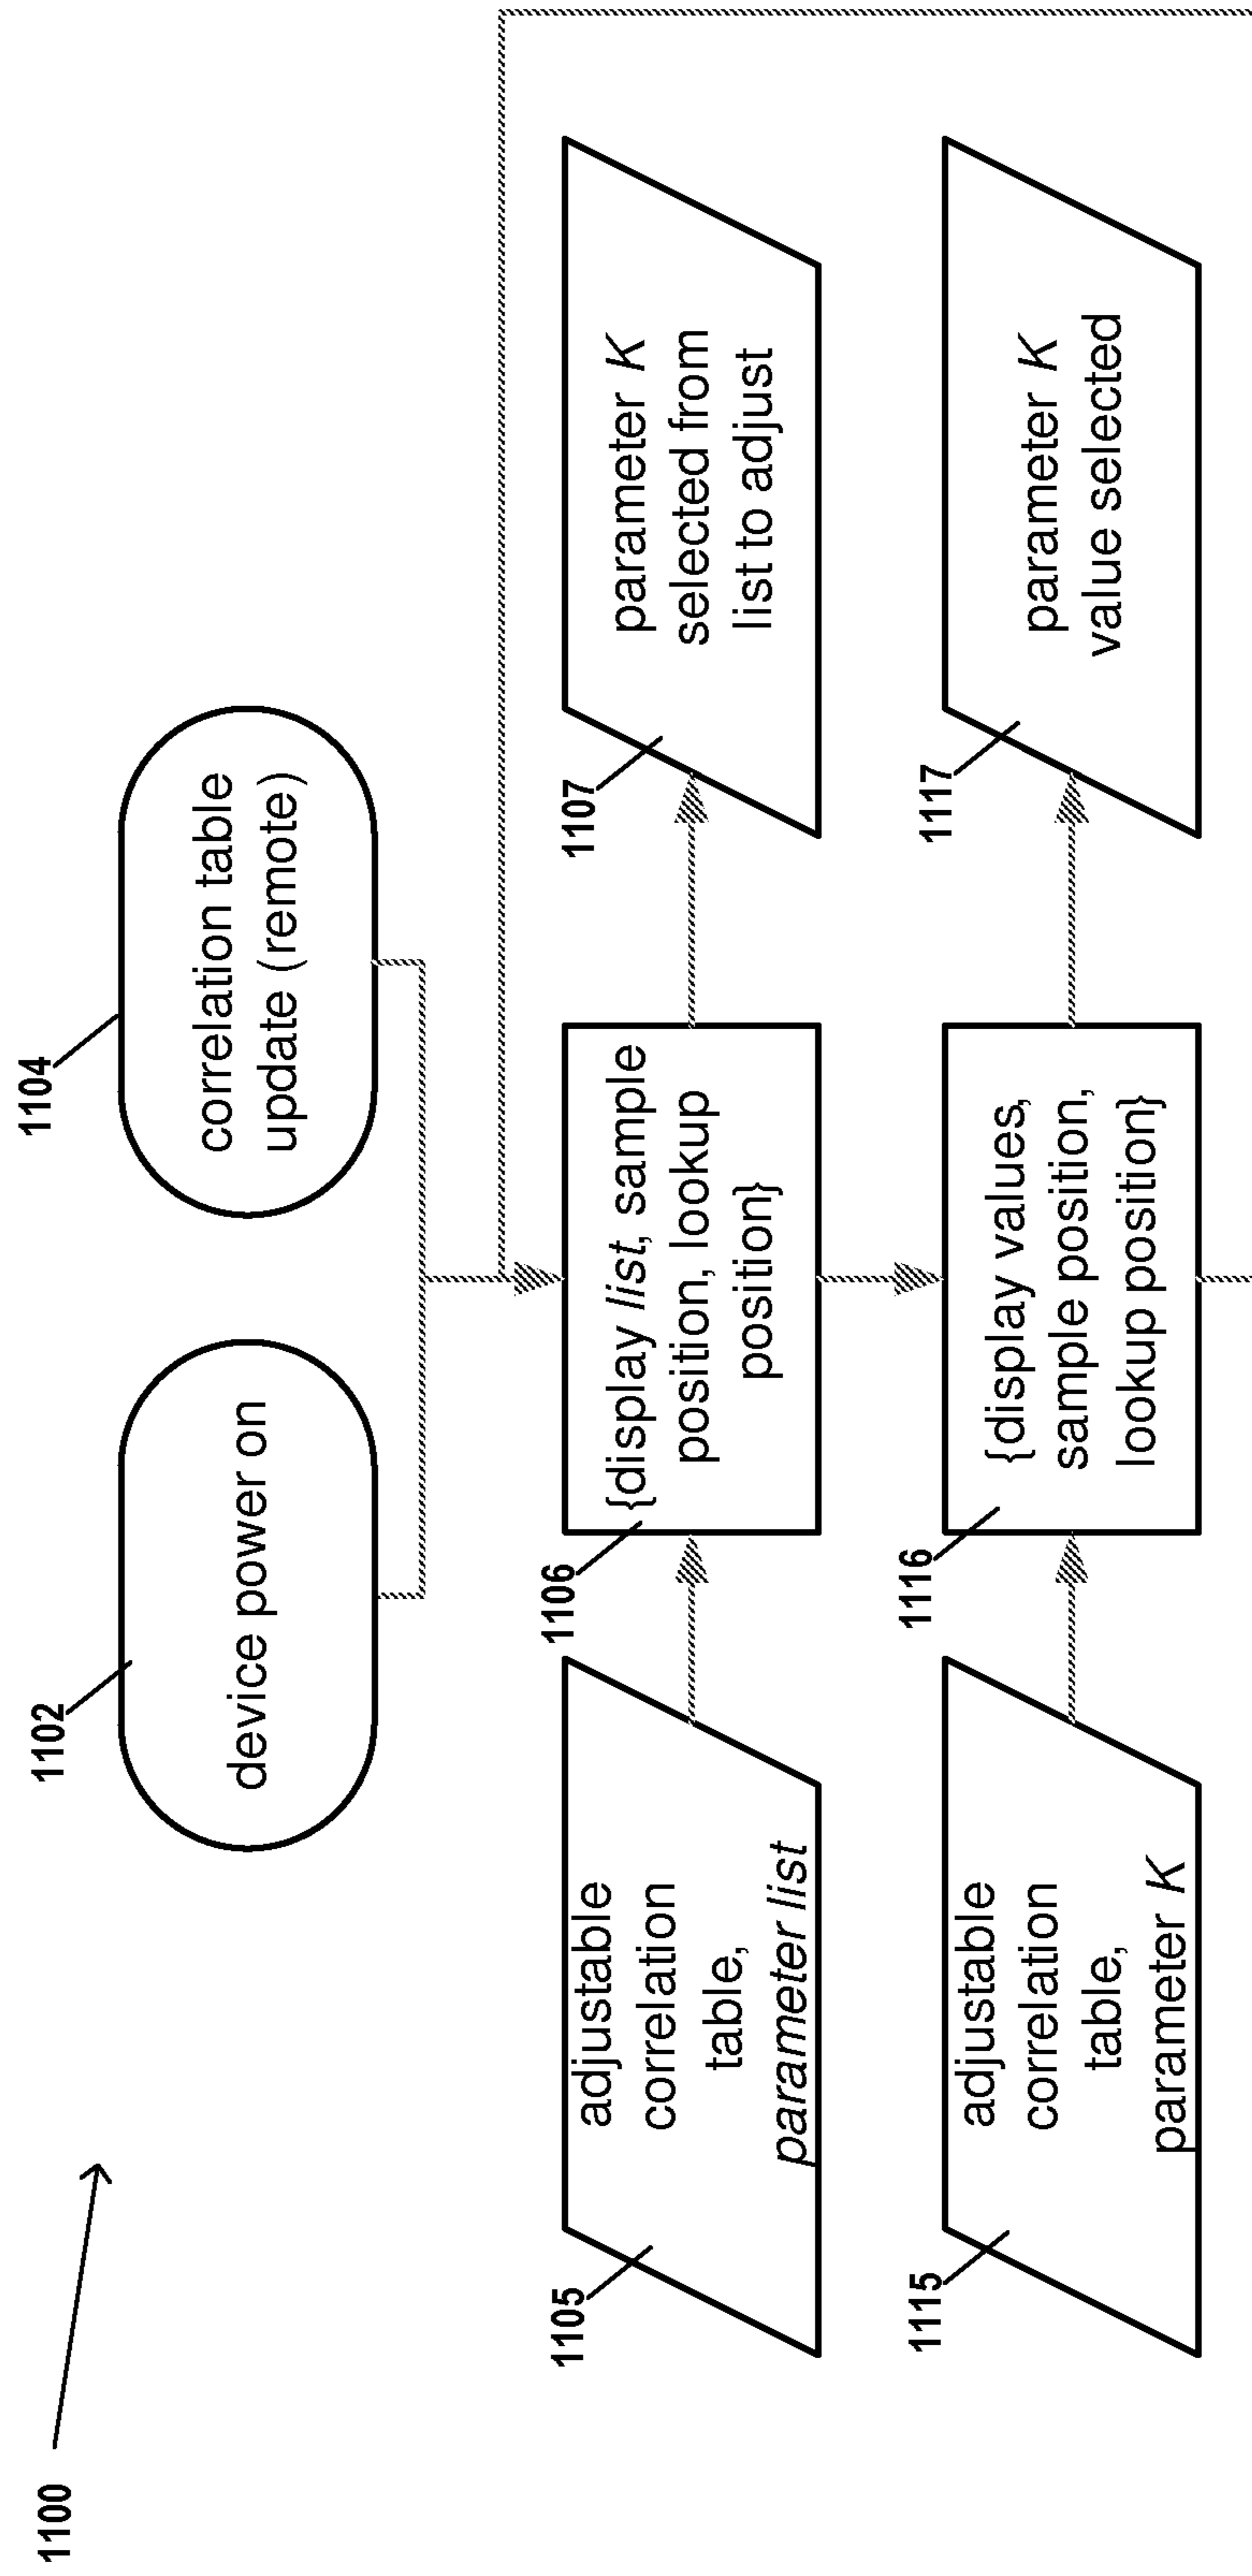 1100
1102
device power on
1104
correlation table
update (remote)
1105
adjustable
correlation
table,
parameter list
1106
{display list, sample
position, lookup
position}
1107
parameter K
selected from
list to adjust
1115
adjustable
correlation
table,
parameter K
1116
{display values,
sample position,
lookup position}
1117
parameter K
value selected